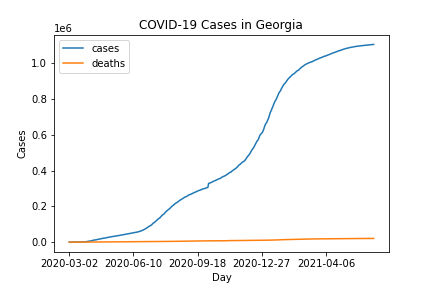 COVID-19 Cases in Georgia
1e6
cases
deaths
1.0
0.8
0.6
0.4
0.2
0.0
Cases
2020-03-02 2020-06-10 2020-09-18 2020-12-27 2021-04-06
Day